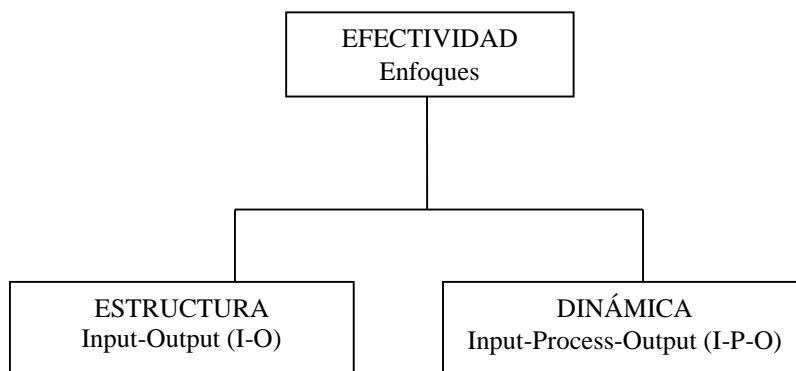 EFECTIVIDAD
Enfoques
ESTRUCTURA
Input-Output (I-O)
DINÁMICA
Input-Process-Output (I-P-O)